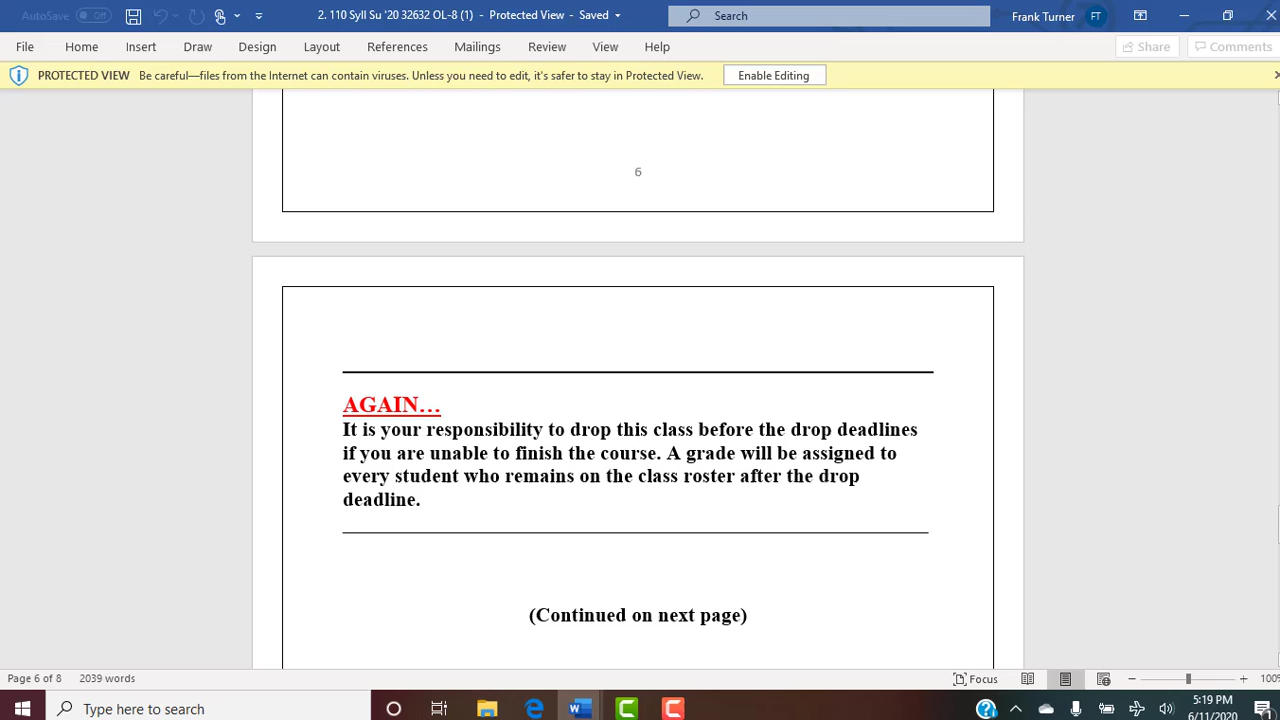 AutoSave Off 2. 110 Syll Su '20 32632 OL-8 (1) - Protected View - Saved Search Frank Turner FT
File Home Insert Draw Design Layout References Mailings Review View Help Share Comments
PROTECTED VIEW Be careful—files from the Internet can contain viruses. Unless you need to edit, it's safer to stay in Protected View. Enable Editing
6
AGAIN…
It is your responsibility to drop this class before the drop deadlines
if you are unable to finish the course. A grade will be assigned to
every student who remains on the class roster after the drop
deadline.
(Continued on next page)
Page 6 of 8 2039 words Focus 100%
Type here to search
5:19 PM
6/11/2020